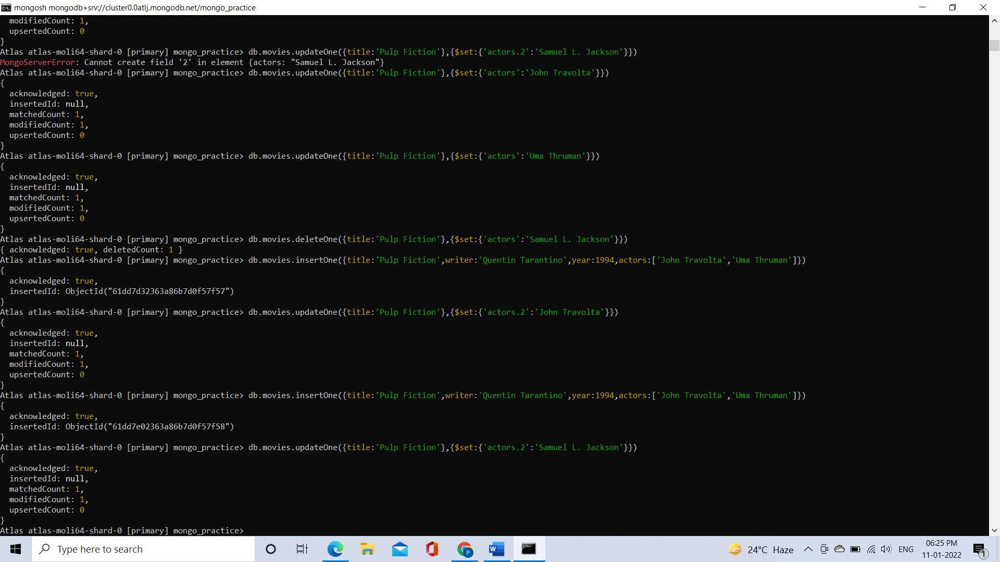 mongosh mongodb+srv://cluster0.0atlj.mongodb.net/mongo_practice
  modifiedCount: 1,
  upsertedCount: 0
}
Atlas atlas-moli64-shard-0 [primary] mongo_practice> db.movies.updateOne({title:'Pulp Fiction'},{$set:{'actors.2':'Samuel L. Jackson'}})
MongoServerError: Cannot create field '2' in element {actors: "Samuel L. Jackson"}
Atlas atlas-moli64-shard-0 [primary] mongo_practice> db.movies.updateOne({title:'Pulp Fiction'},{$set:{'actors':'John Travolta'}})
{
  acknowledged: true,
  insertedId: null,
  matchedCount: 1,
  modifiedCount: 1,
  upsertedCount: 0
}
Atlas atlas-moli64-shard-0 [primary] mongo_practice> db.movies.updateOne({title:'Pulp Fiction'},{$set:{'actors':'Uma Thruman'}})
{
  acknowledged: true,
  insertedId: null,
  matchedCount: 1,
  modifiedCount: 1,
  upsertedCount: 0
}
Atlas atlas-moli64-shard-0 [primary] mongo_practice> db.movies.deleteOne({title:'Pulp Fiction'},{$set:{'actors':'Samuel L. Jackson'}})
{ acknowledged: true, deletedCount: 1 }
Atlas atlas-moli64-shard-0 [primary] mongo_practice> db.movies.insertOne({title:'Pulp Fiction',writer:'Quentin Tarantino',year:1994,actors:['John Travolta','Uma Thruman']})
{
  acknowledged: true,
  insertedId: ObjectId("61dd7d32363a86b7d0f57f57")
}
Atlas atlas-moli64-shard-0 [primary] mongo_practice> db.movies.updateOne({title:'Pulp Fiction'},{$set:{'actors.2':'John Travolta'}})
{
  acknowledged: true,
  insertedId: null,
  matchedCount: 1,
  modifiedCount: 1,
  upsertedCount: 0
}
Atlas atlas-moli64-shard-0 [primary] mongo_practice> db.movies.insertOne({title:'Pulp Fiction',writer:'Quentin Tarantino',year:1994,actors:['John Travolta','Uma Thruman']})
{
  acknowledged: true,
  insertedId: ObjectId("61dd7e02363a86b7d0f57f58")
}
Atlas atlas-moli64-shard-0 [primary] mongo_practice> db.movies.updateOne({title:'Pulp Fiction'},{$set:{'actors.2':'Samuel L. Jackson'}})
{
  acknowledged: true,
  insertedId: null,
  matchedCount: 1,
  modifiedCount: 1,
  upsertedCount: 0
}
Atlas atlas-moli64-shard-0 [primary] mongo_practice>
Type here to search
24°C Haze
ENG
06:25 PM
11-01-2022
1